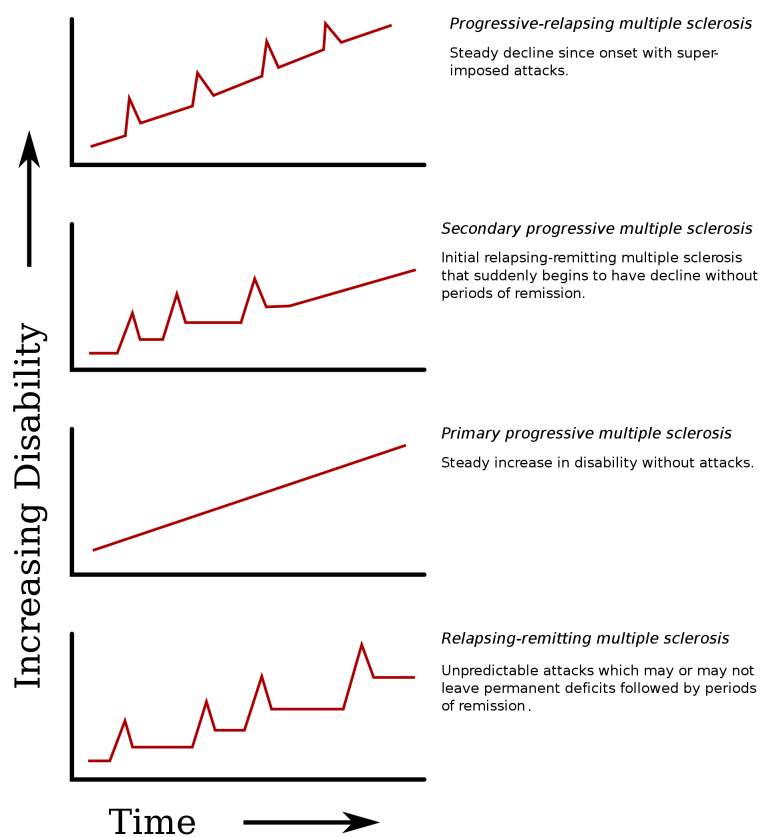 Progressive-relapsing multiple sclerosis
Steady decline since onset with super-
imposed attacks.
Secondary progressive multiple sclerosis
Initial relapsing-remitting multiple sclerosis
that suddenly begins to have decline without
periods of remission.
Primary progressive multiple sclerosis
Steady increase in disability without attacks.
Relapsing-remitting multiple sclerosis
Unpredictable attacks which may or may not
leave permanent deficits followed by periods
of remission.
Increasing Disability
Time